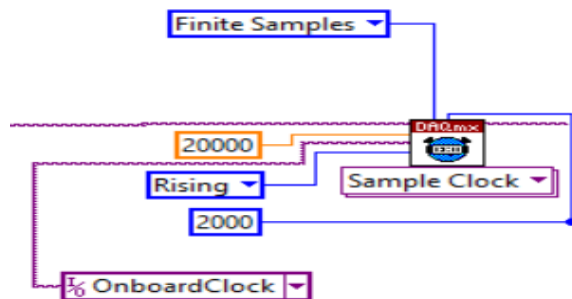 Finite Samples
DAQmx
20000
Rising
Sample Clock
2000
I/O OnboardClock